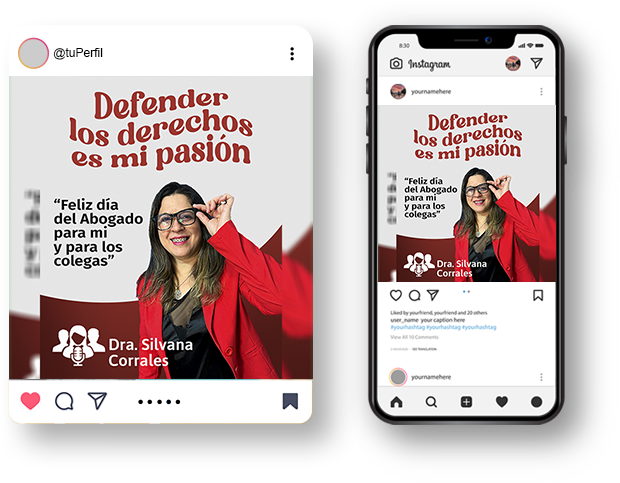 @tuPerfil
Defender
los derechos
es mi pasión
“Feliz día
del Abogado
para mi
y para los
colegas”
Dra. Silvana
Corrales
8:30
Instagram
yournamehere
Defender
los derechos
es mi pasión
“Feliz día
del Abogado
para mi
y para los
colegas”
Dra. Silvana
Corrales
Liked by yourfriend, yourfriend and 20 others
user_name your caption here
#yourhashtag #yourhashtag #yourhashtag
View All 10 Comments
SEE TRANSLATION
yournamehere